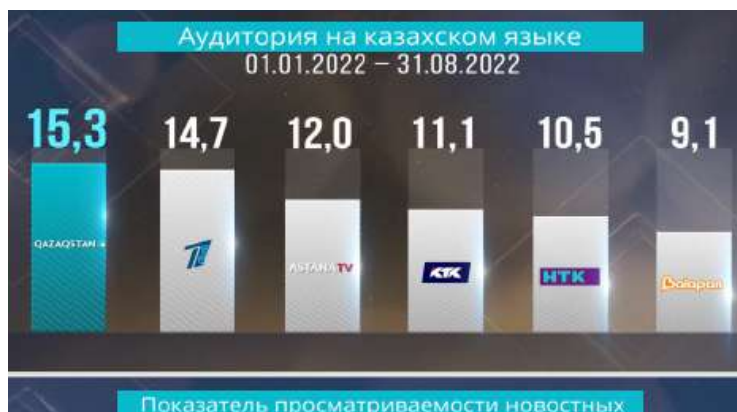 Аудитория на казахском языке
01.01.2022 – 31.08.2022
15,3 14,7 12,0 11,1 10,5 9,1
QAZAQSTAN ASTANA TV КТК НТК Balapan
Показатель просматриваемости новостных